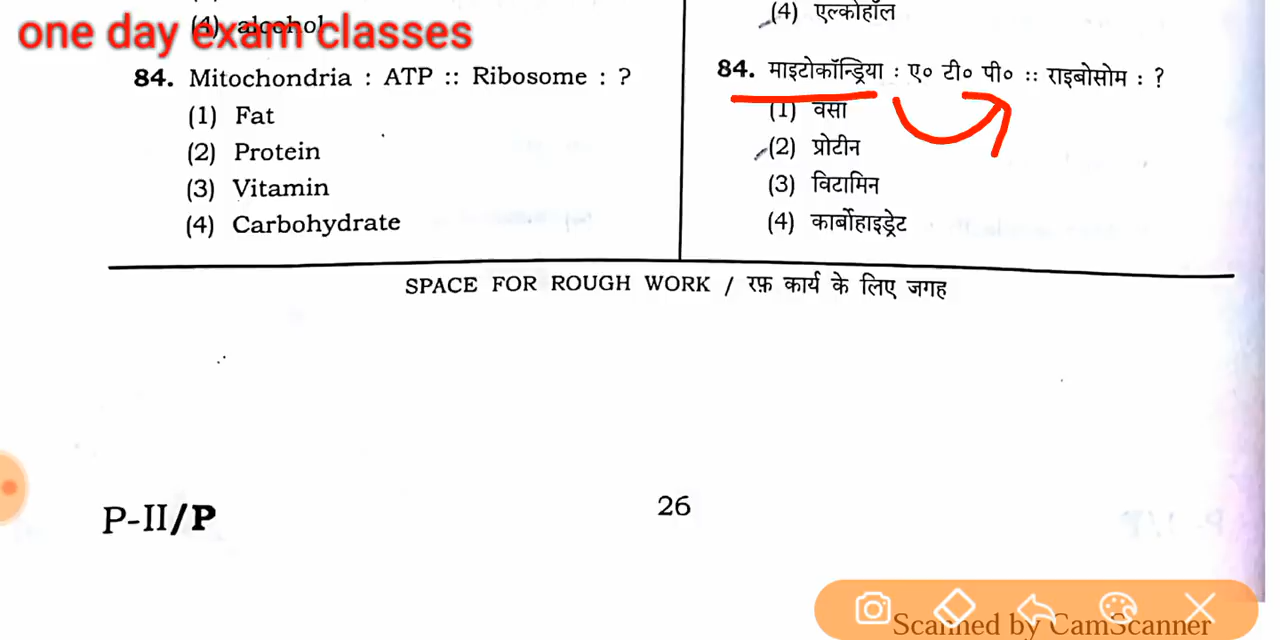 (4) alcohol
one day exam classes
84. Mitochondria : ATP :: Ribosome : ?
(1) Fat
(2) Protein
(3) Vitamin
(4) Carbohydrate
(4) एल्कोहॉल
84. माइटोकॉन्ड्रिया : ए० टी० पी० :: राइबोसोम : ?
(1) वसा
(2) प्रोटीन
(3) विटामिन
(4) कार्बोहाइड्रेट
SPACE FOR ROUGH WORK / रफ़ कार्य के लिए जगह
P-II/P
26
Scanned by CamScanner